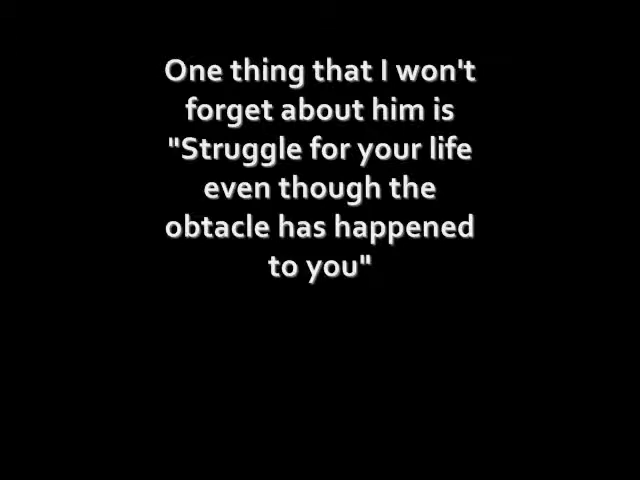 One thing that I won't
forget about him is
"Struggle for your life
even though the
obtacle has happened
to you"